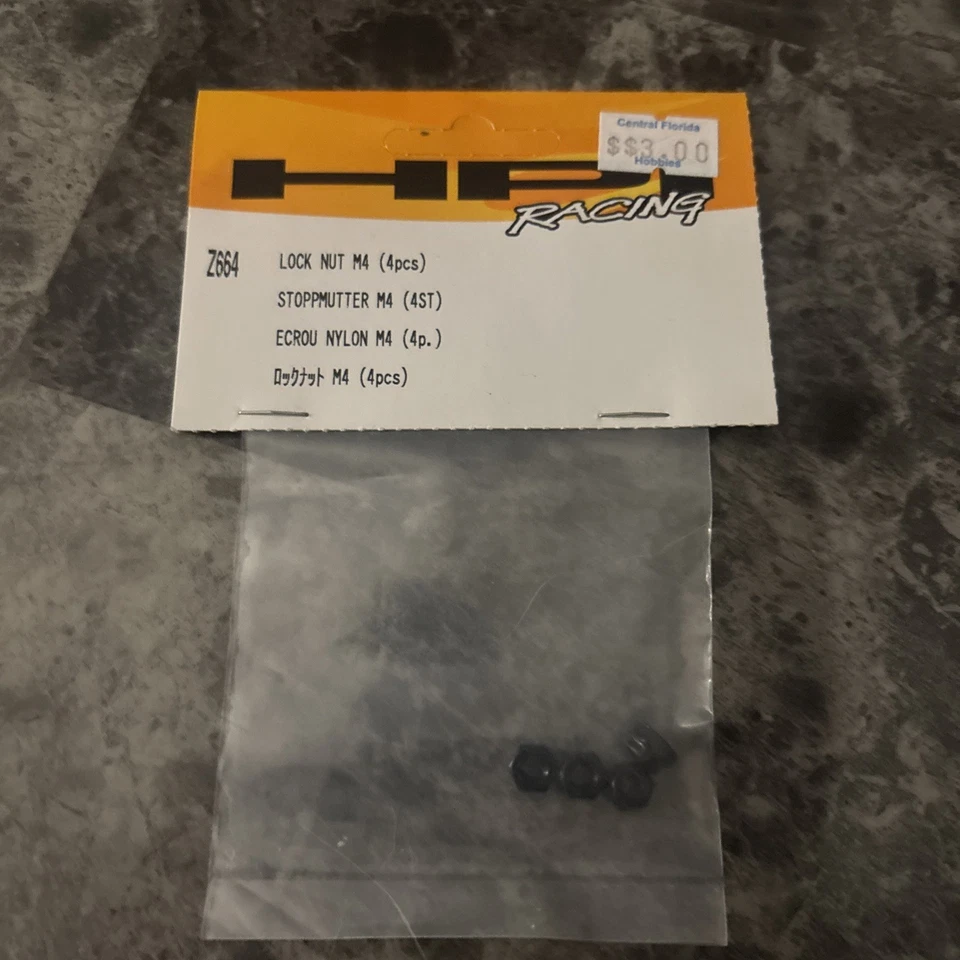 Central Florida
$$3.00
Hobbies
HPI
RACING
Z664
LOCK NUT M4 (4pcs)
STOPPMUTTER M4 (4ST)
ECROU NYLON M4 (4p.)
ﾛｯｸﾅｯﾄ M4 (4pcs)